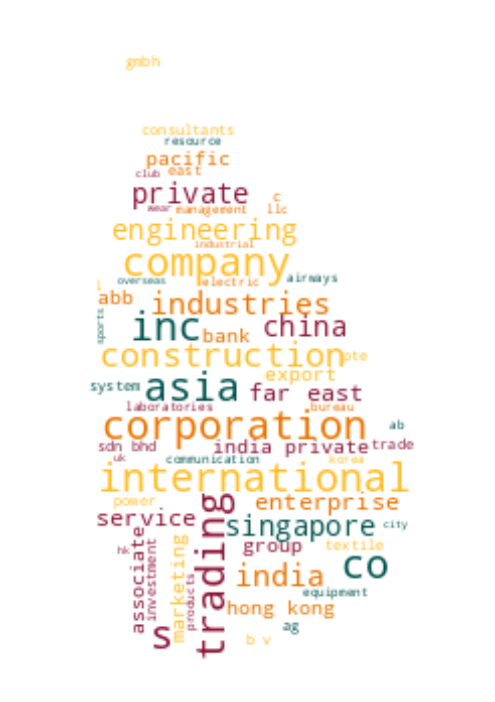 gmbh
consultants
resource
pacific
club east
private c
wear management llc
engineering
industrial
company
overseas electric airways
l
abb industries
sports
inc bank china
construction pte
export
system asia far east
laboratories bureau
corporation ab
sdn bhd india private trade
uk communication korea
international
power enterprise
service singapore city
trading
associate
investment
marketing
hk group textile
products
india co
equipment
hong kong
ag
s b v